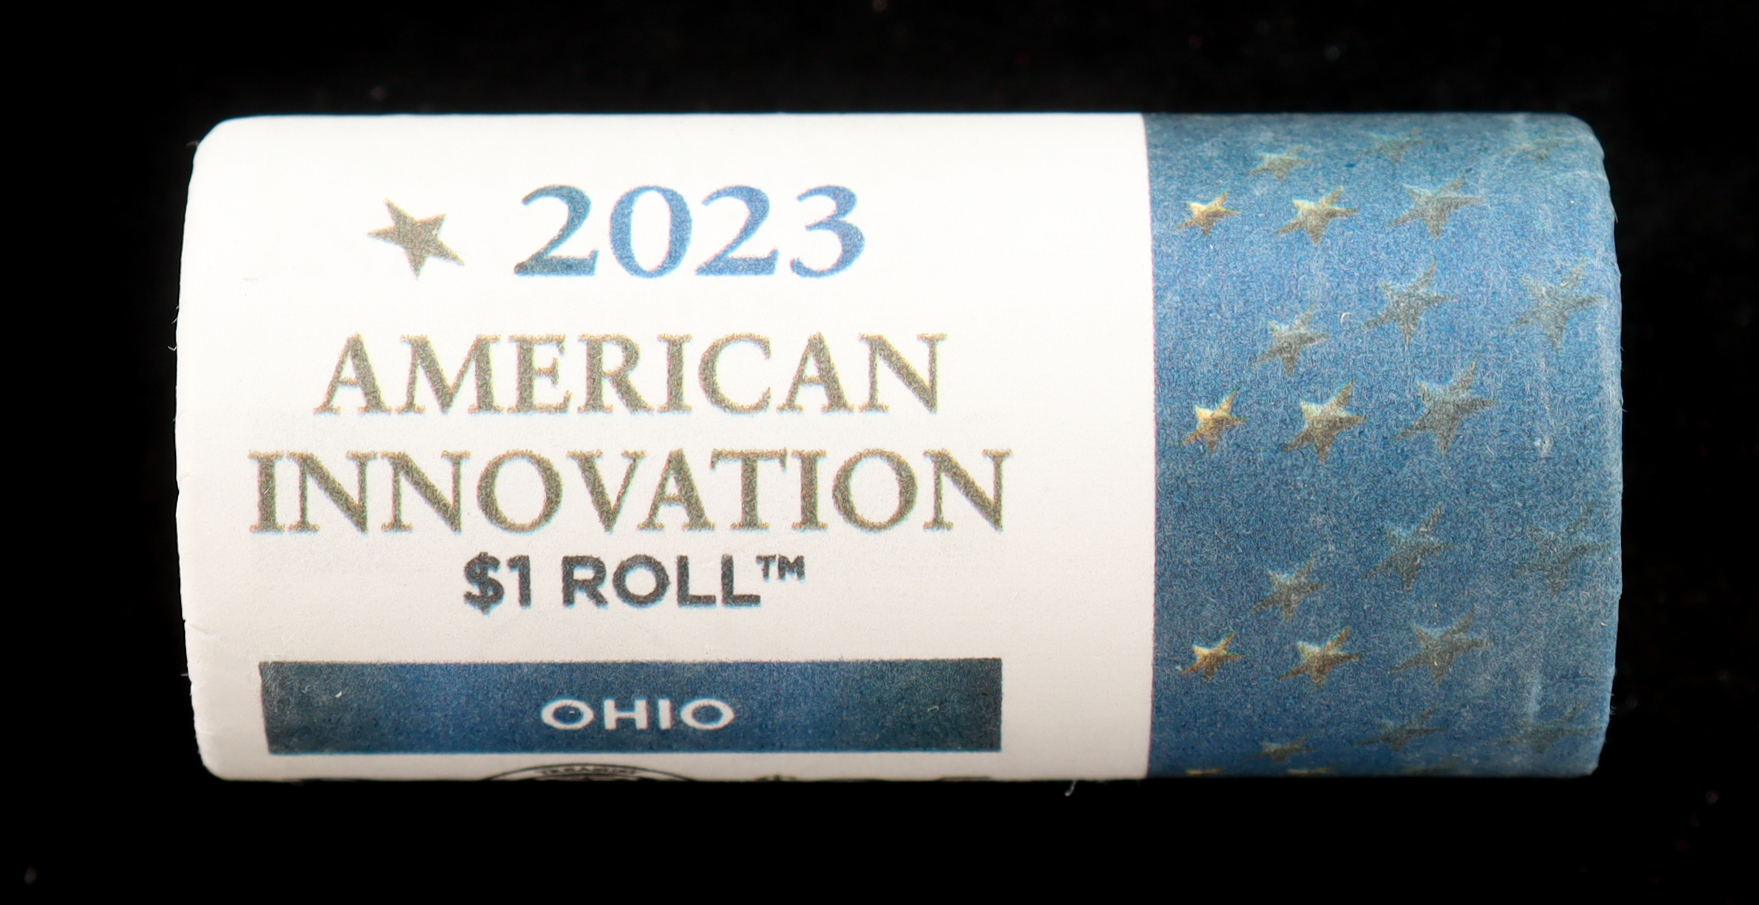 2023
AMERICAN
INNOVATION
$1 ROLL™
OHIO